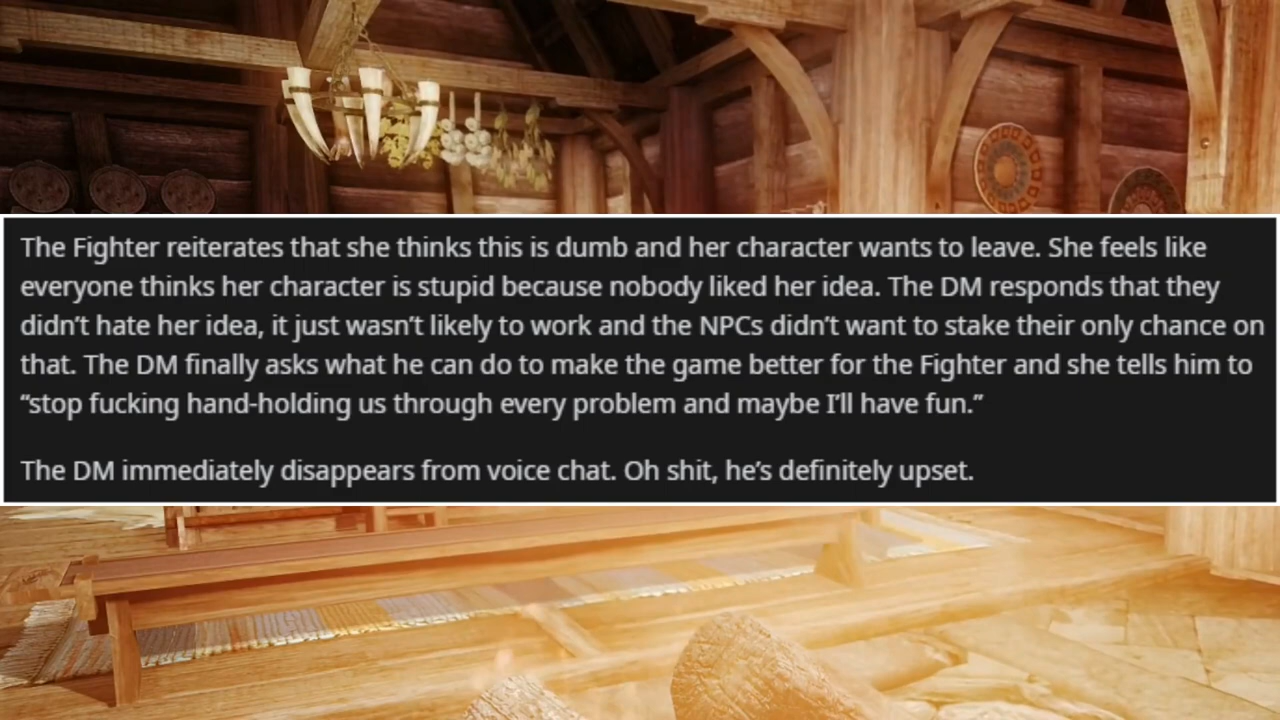 The Fighter reiterates that she thinks this is dumb and her character wants to leave. She feels like
everyone thinks her character is stupid because nobody liked her idea. The DM responds that they
didn’t hate her idea, it just wasn’t likely to work and the NPCs didn’t want to stake their only chance on
that. The DM finally asks what he can do to make the game better for the Fighter and she tells him to
“stop fucking hand-holding us through every problem and maybe I’ll have fun.”
The DM immediately disappears from voice chat. Oh shit, he’s definitely upset.